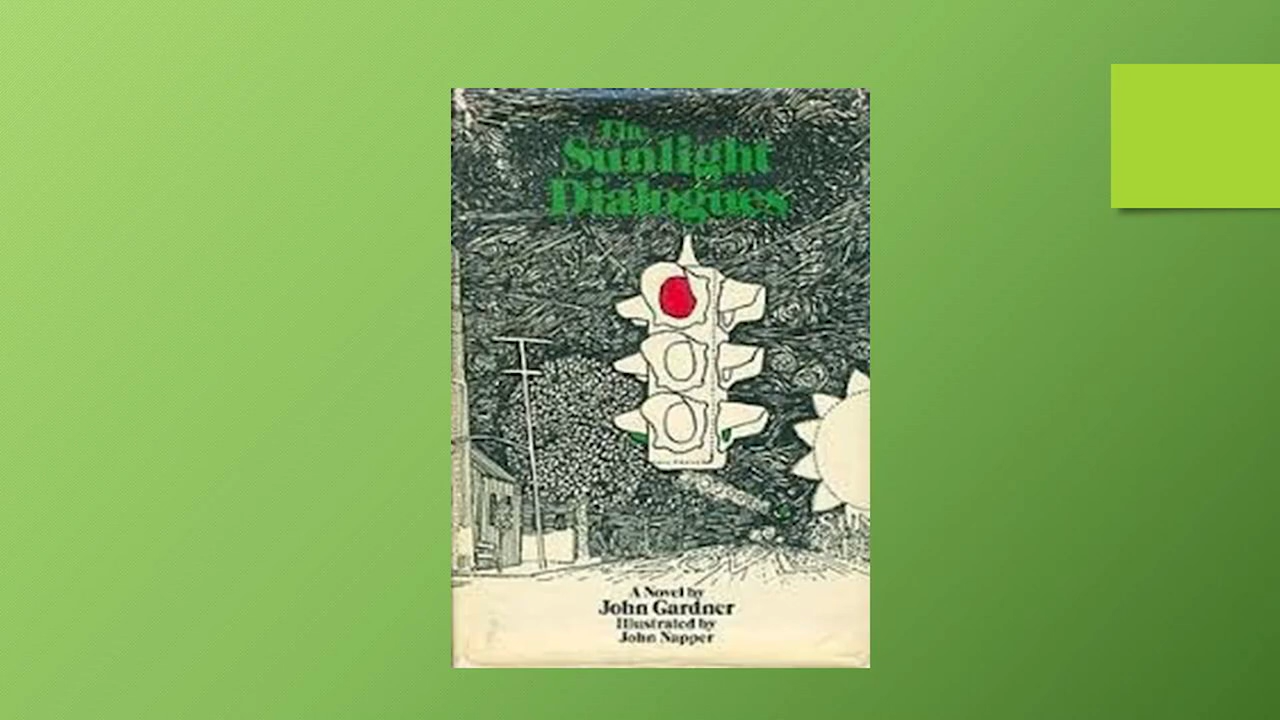 The
Sunlight
Dialogues
A Novel by
John Gardner
Illustrated by
John Napper